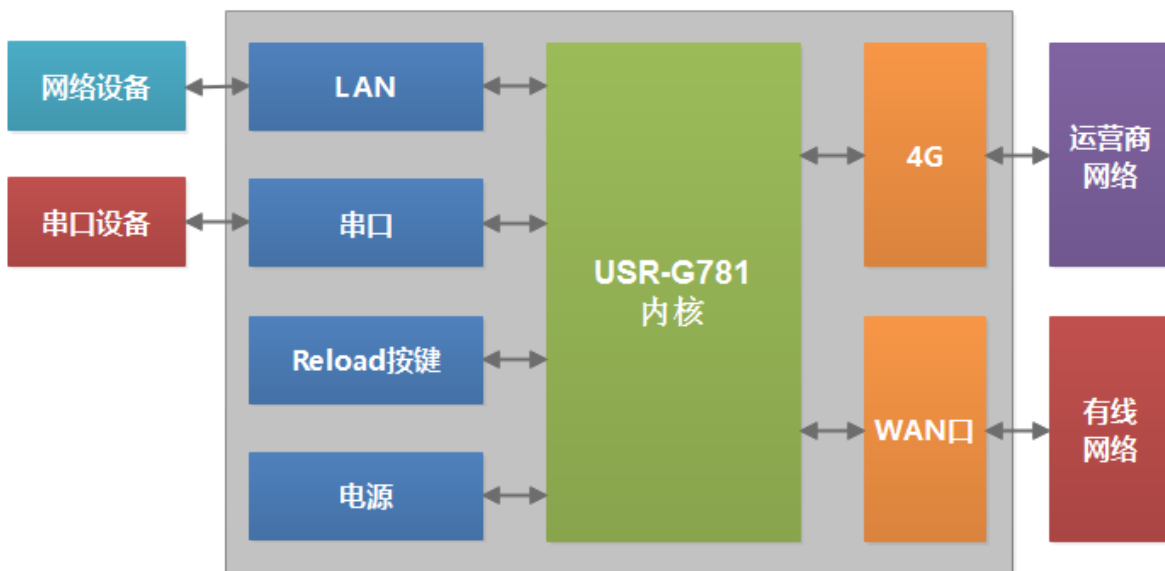 网络设备
串口设备
LAN
串口
Reload按键
电源
USR-G781
内核
4G
WAN口
运营商
网络
有线
网络